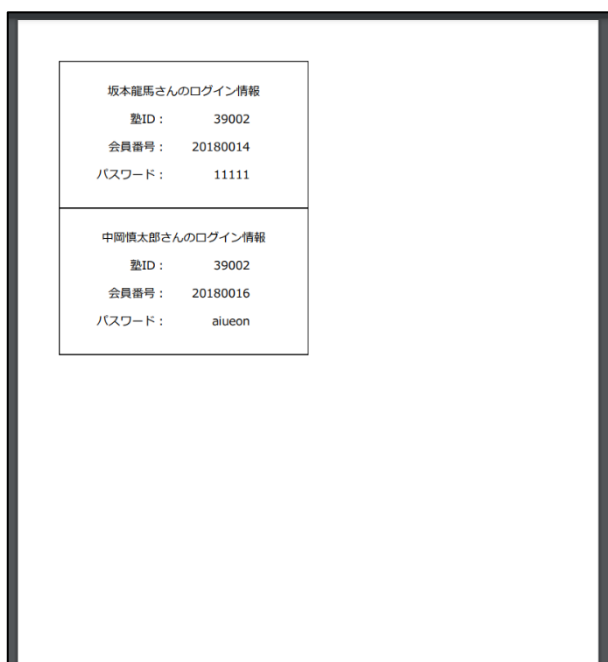 坂本龍馬さんのログイン情報
塾ID： 39002
会員番号： 20180014
パスワード： 11111
中岡慎太郎さんのログイン情報
塾ID： 39002
会員番号： 20180016
パスワード： aiueon